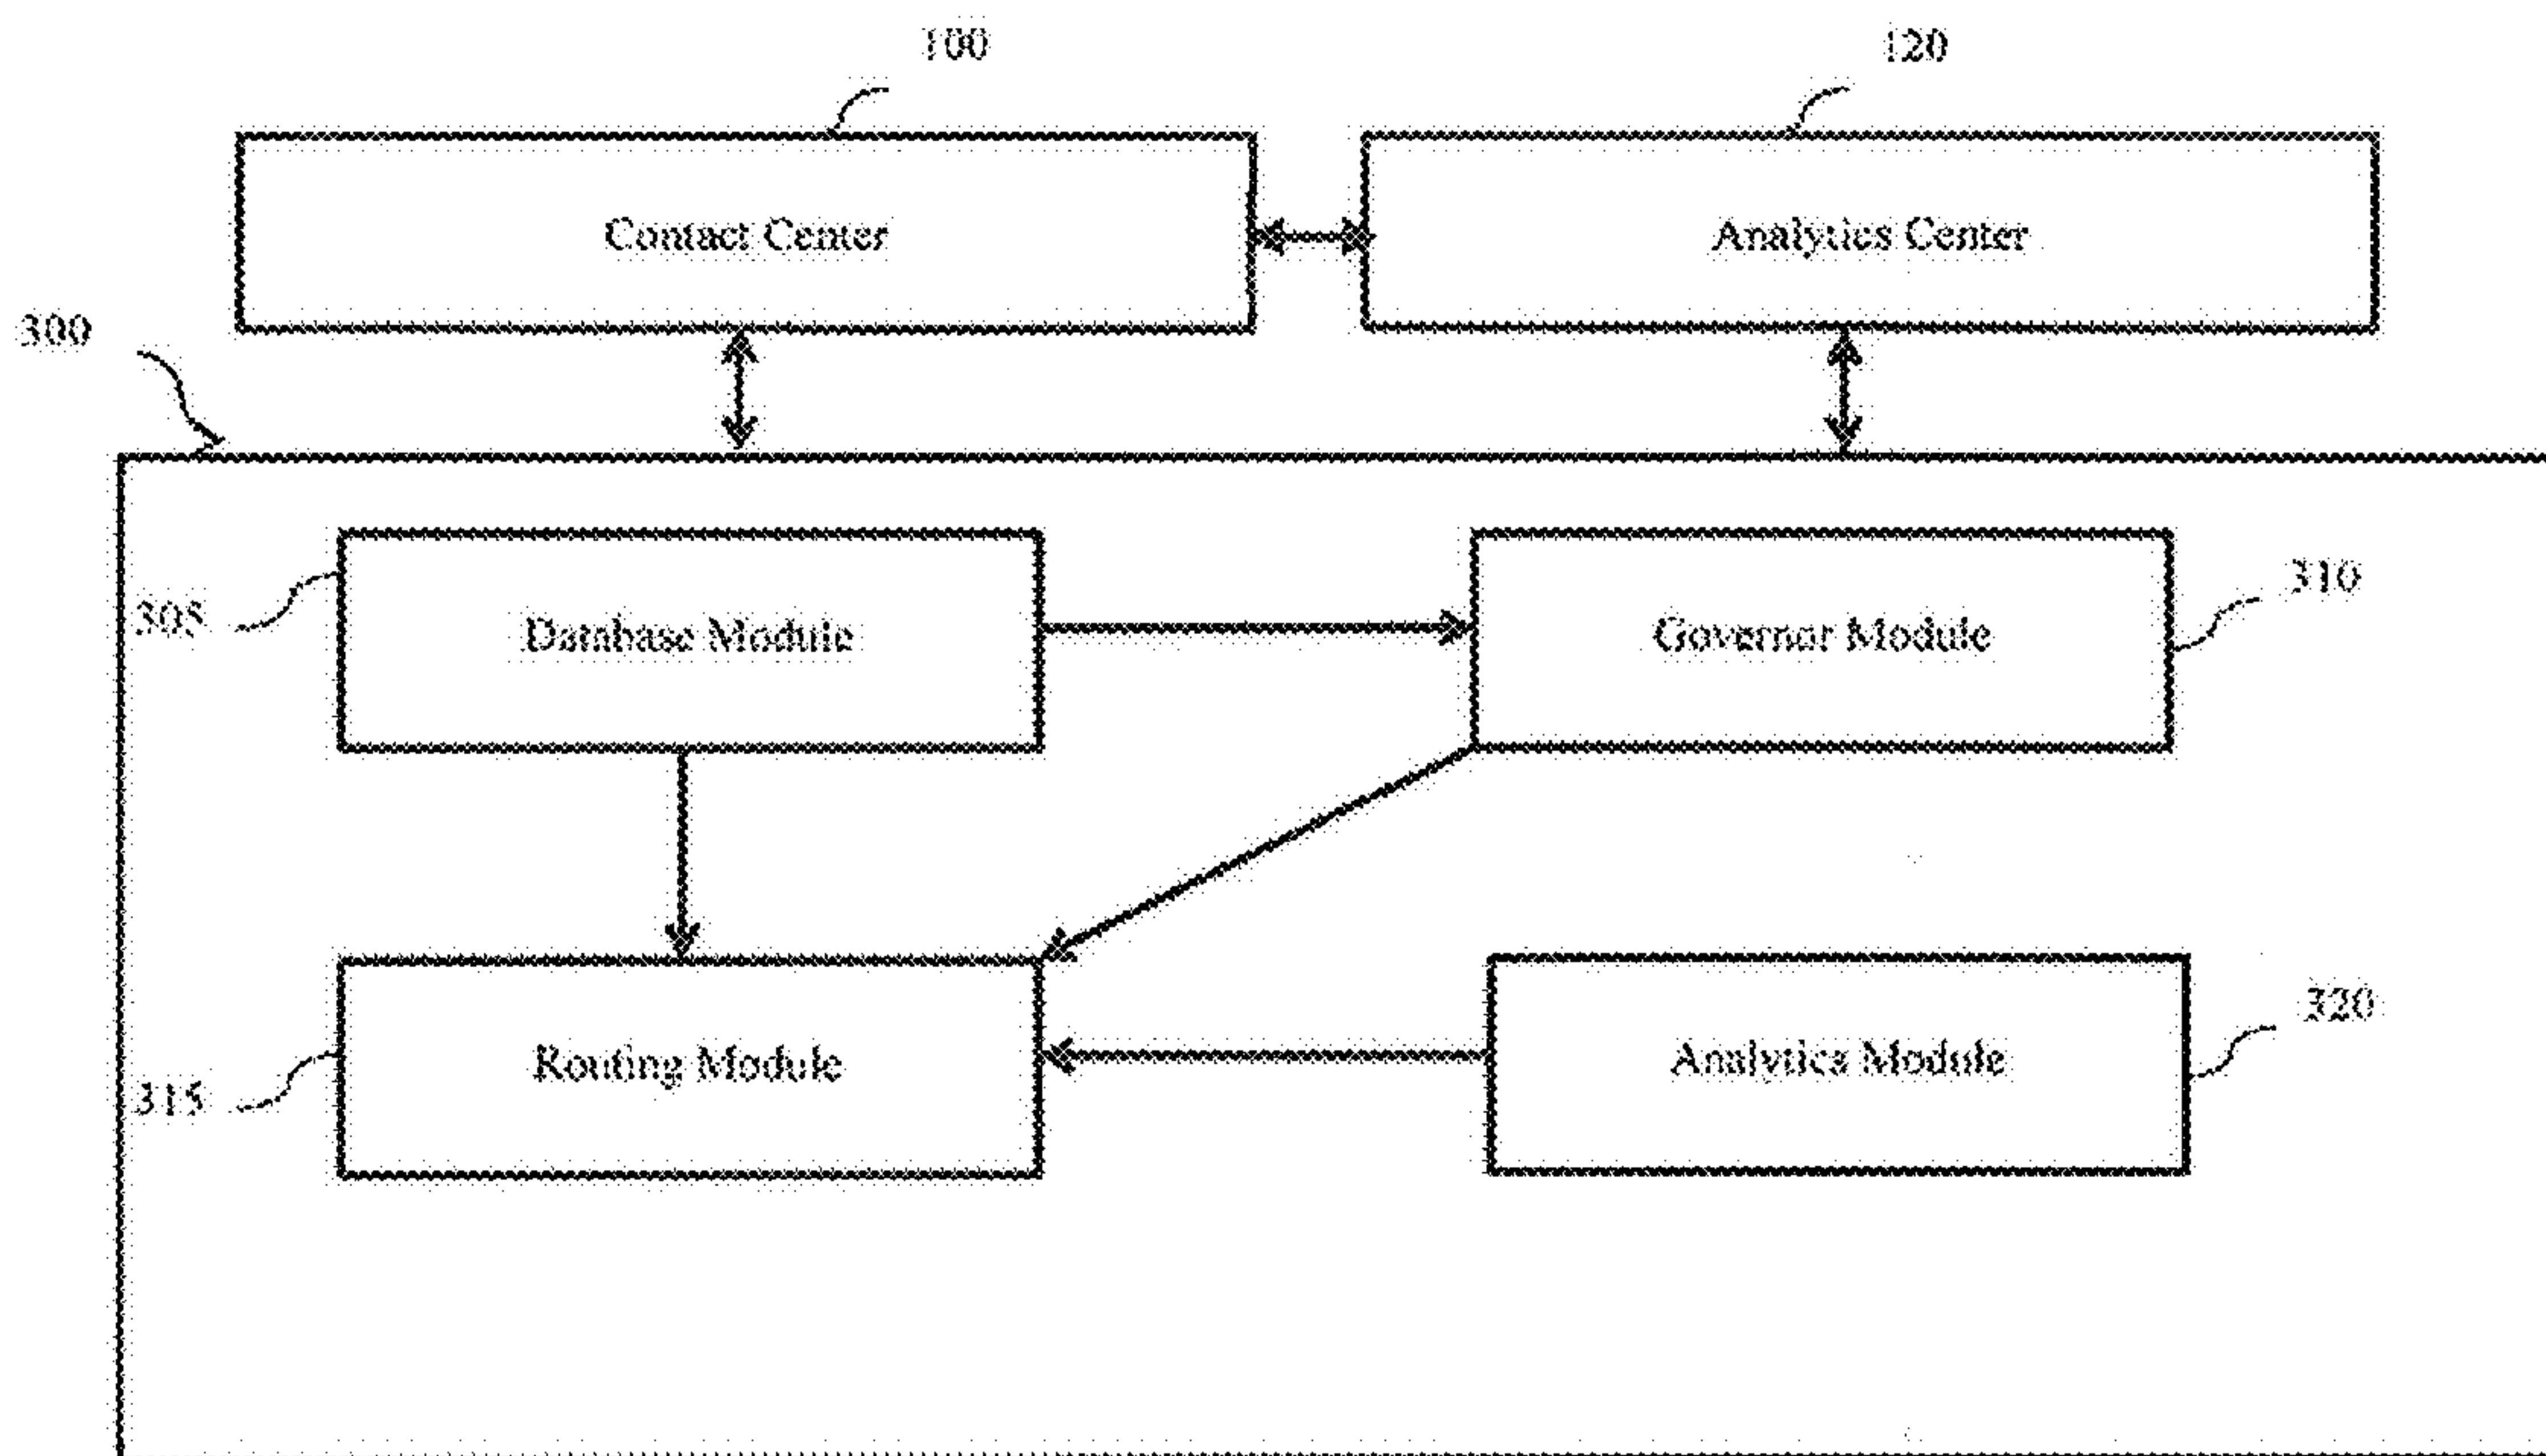 100
120
Contact Center
Analytics Center
300
305
Database Module
Governor Module
310
315
Routing Module
Analytics Module
320